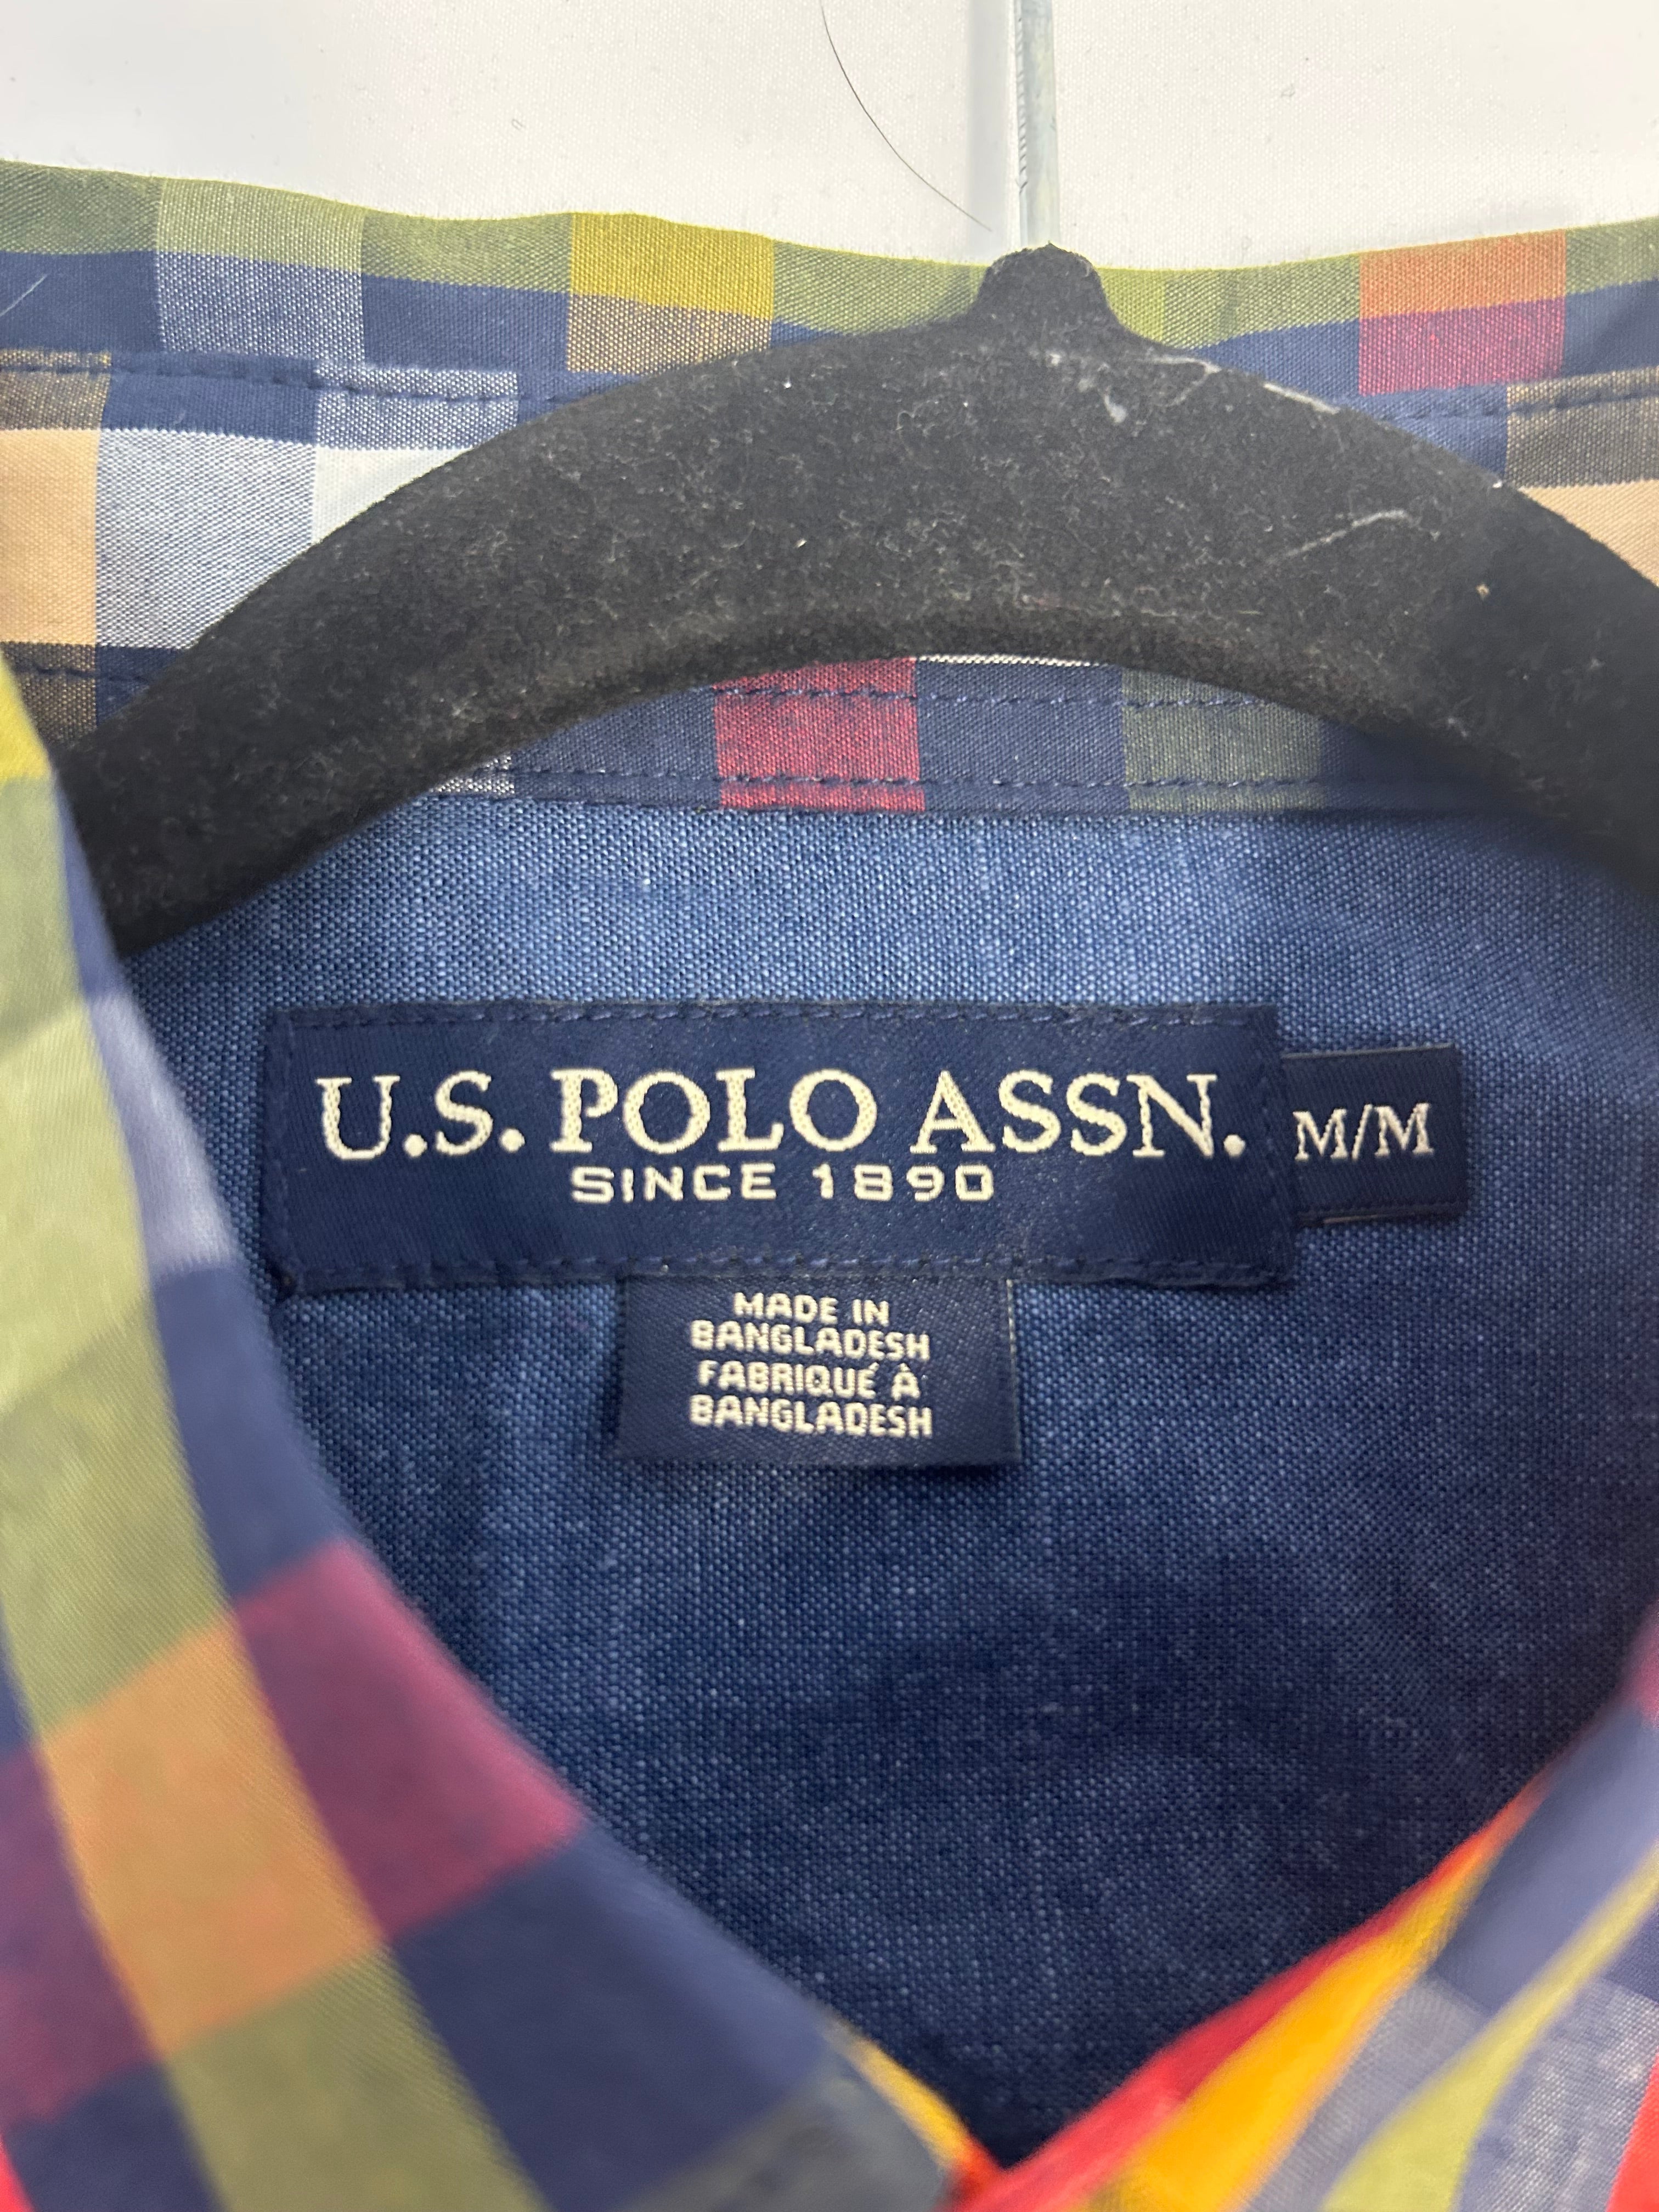 U.S. POLO ASSN.
SINCE 1890
M/M
MADE IN
BANGLADESH
FABRIQUÉ À
BANGLADESH